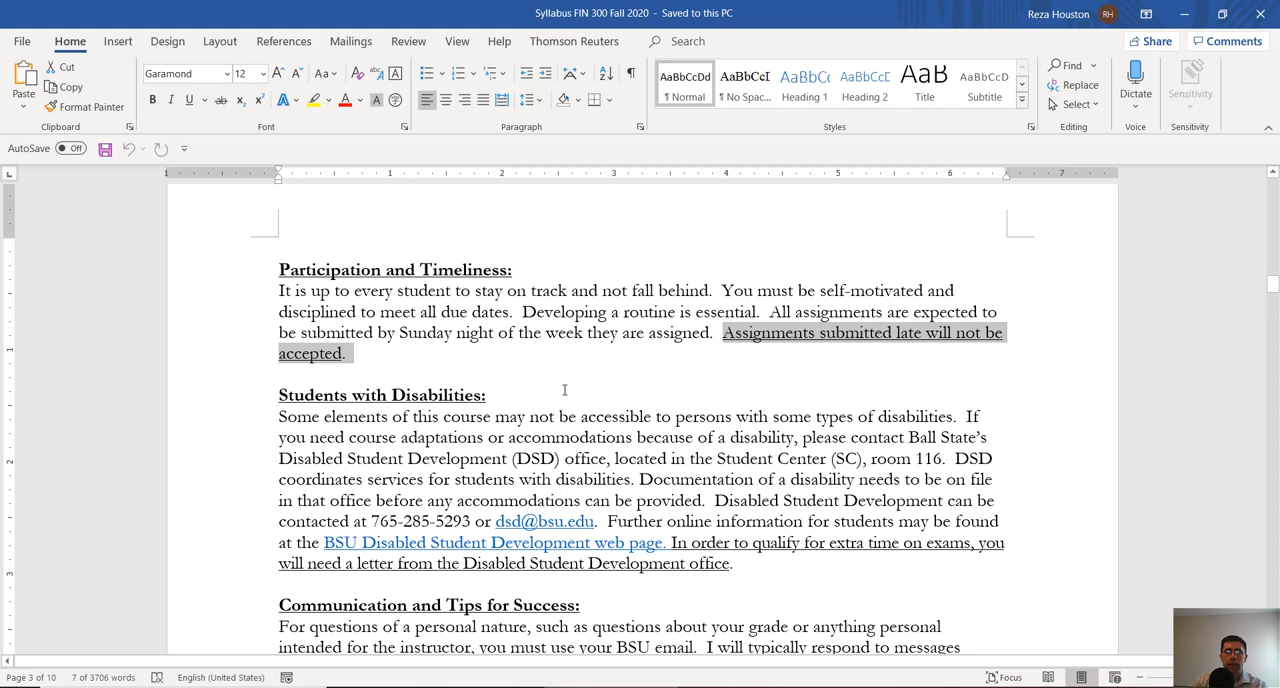 Syllabus FIN 300 Fall 2020 - Saved to this PC
Reza Houston RH
File Home Insert Draw Design Layout References Mailings Review View Help Thomson Reuters Search Share Comments
Cut
Copy
Format Painter
Paste
Garamond 12
AaBbCcDd AaBbCcI AaBbCc AaBbCcE AaB AaBbCcD
¶ Normal ¶ No Spac... Heading 1 Heading 2 Title Subtitle
Find
Replace
Select
Dictate Sensitivity
Clipboard Font Paragraph Styles Editing Voice Sensitivity
AutoSave Off
1 1 2 3 4 5 6 7
Participation and Timeliness:
It is up to every student to stay on track and not fall behind. You must be self-motivated and
disciplined to meet all due dates. Developing a routine is essential. All assignments are expected to
be submitted by Sunday night of the week they are assigned. Assignments submitted late will not be
accepted.
Students with Disabilities:
Some elements of this course may not be accessible to persons with some types of disabilities. If
you need course adaptations or accommodations because of a disability, please contact Ball State's
Disabled Student Development (DSD) office, located in the Student Center (SC), room 116. DSD
coordinates services for students with disabilities. Documentation of a disability needs to be on file
in that office before any accommodations can be provided. Disabled Student Development can be
contacted at 765-285-5293 or dsd@bsu.edu. Further online information for students may be found
at the BSU Disabled Student Development web page. In order to qualify for extra time on exams, you
will need a letter from the Disabled Student Development office.
Communication and Tips for Success:
For questions of a personal nature, such as questions about your grade or anything personal
intended for the instructor, you must use your BSU email. I will typically respond to messages
Page 3 of 10 7 of 3706 words English (United States) Focus